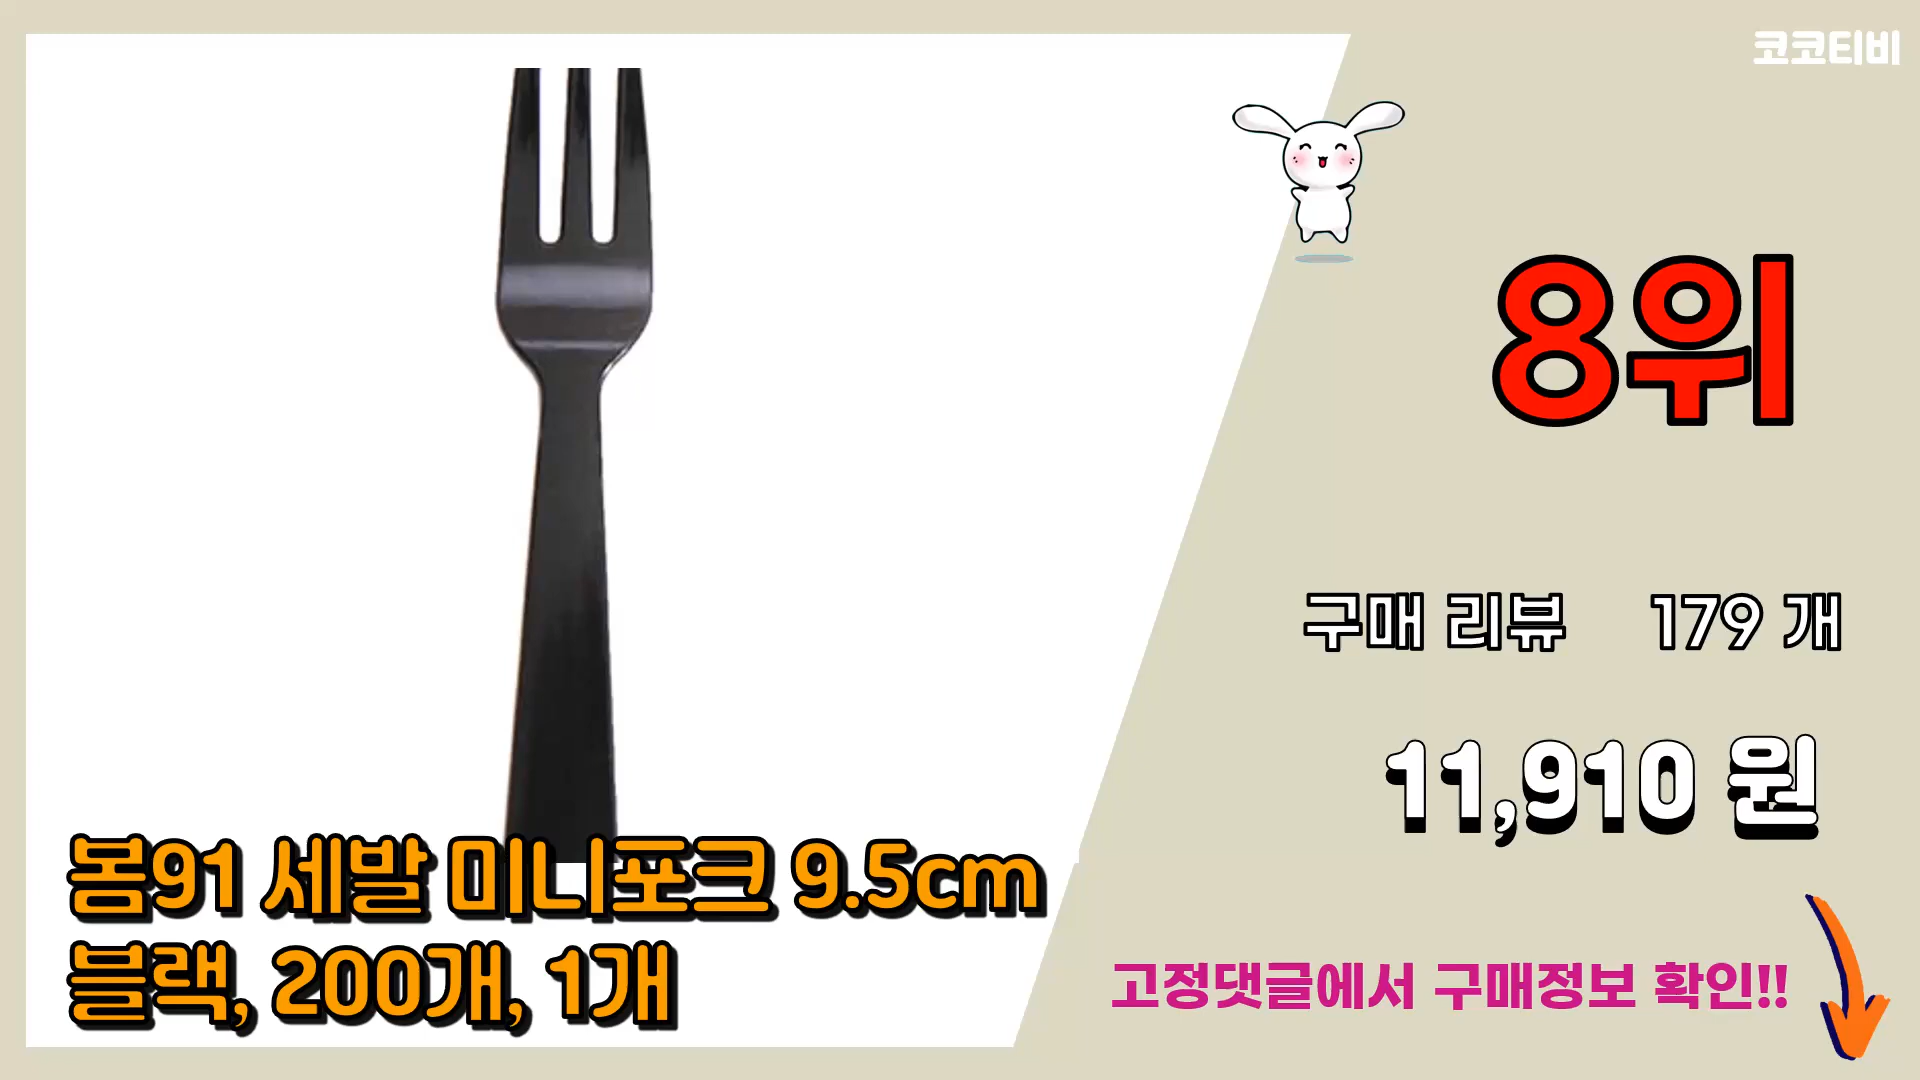 코코티비
8위
구매 리뷰 179 개
11,910 원
봄91 세발 미니포크 9.5cm
블랙, 200개, 1개
고정댓글에서 구매정보 확인!!